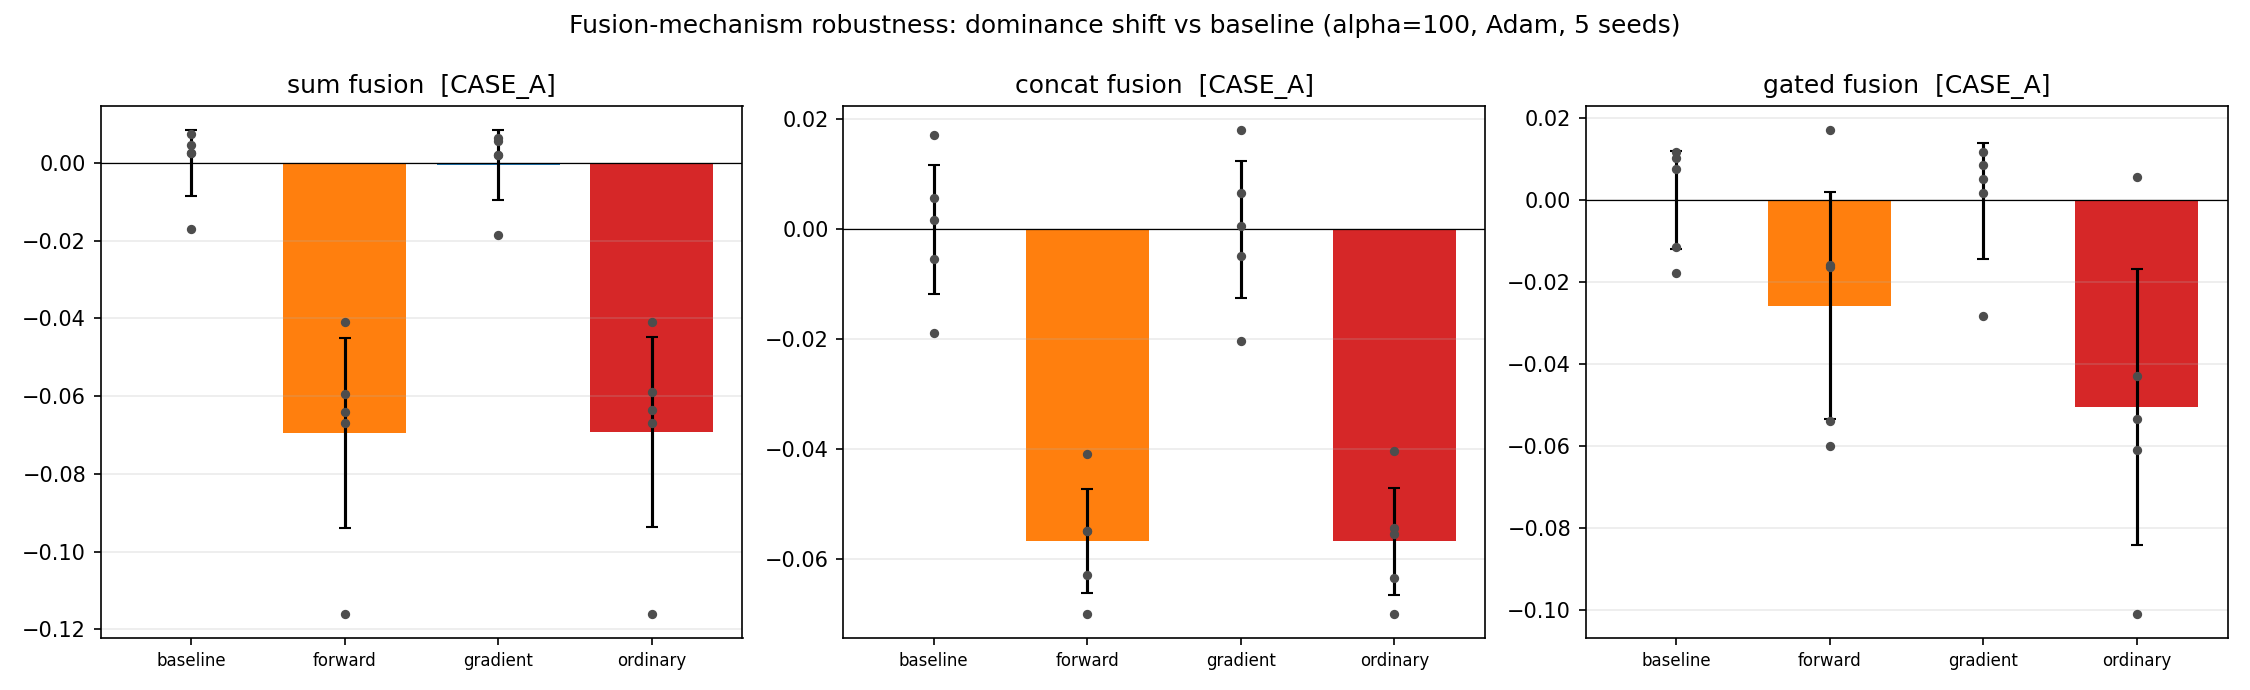 Fusion-mechanism robustness: dominance shift vs baseline (alpha=100, Adam, 5 seeds)
sum fusion  [CASE_A]
0.00
−0.02
−0.04
−0.06
−0.08
−0.10
−0.12
baseline
forward
gradient
ordinary
concat fusion  [CASE_A]
0.02
0.00
−0.02
−0.04
−0.06
baseline
forward
gradient
ordinary
gated fusion  [CASE_A]
0.02
0.00
−0.02
−0.04
−0.06
−0.08
−0.10
baseline
forward
gradient
ordinary